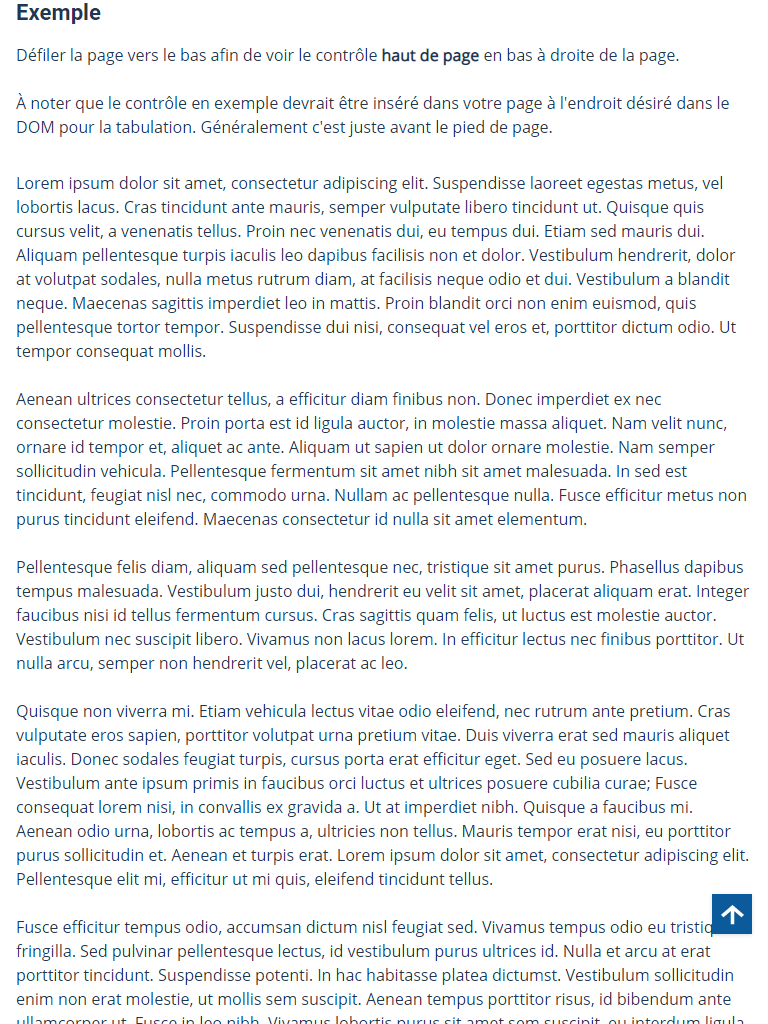 Exemple
Défiler la page vers le bas afin de voir le contrôle haut de page en bas à droite de la page.
À noter que le contrôle en exemple devrait être inséré dans votre page à l'endroit désiré dans le
DOM pour la tabulation. Généralement c'est juste avant le pied de page.
Lorem ipsum dolor sit amet, consectetur adipiscing elit. Suspendisse laoreet egestas metus, vel
lobortis lacus. Cras tincidunt ante mauris, semper vulputate libero tincidunt ut. Quisque quis
cursus velit, a venenatis tellus. Proin nec venenatis dui, eu tempus dui. Etiam sed mauris dui.
Aliquam pellentesque turpis iaculis leo dapibus facilisis non et dolor. Vestibulum hendrerit, dolor
at volutpat sodales, nulla metus rutrum diam, at facilisis neque odio et dui. Vestibulum a blandit
neque. Maecenas sagittis imperdiet leo in mattis. Proin blandit orci non enim euismod, quis
pellentesque tortor tempor. Suspendisse dui nisi, consequat vel eros et, porttitor dictum odio. Ut
tempor consequat mollis.
Aenean ultrices consectetur tellus, a efficitur diam finibus non. Donec imperdiet ex nec
consectetur molestie. Proin porta est id ligula auctor, in molestie massa aliquet. Nam velit nunc,
ornare id tempor et, aliquet ac ante. Aliquam ut sapien ut dolor ornare molestie. Nam semper
sollicitudin vehicula. Pellentesque fermentum sit amet nibh sit amet malesuada. In sed est
tincidunt, feugiat nisl nec, commodo urna. Nullam ac pellentesque nulla. Fusce efficitur metus non
purus tincidunt eleifend. Maecenas consectetur id nulla sit amet elementum.
Pellentesque felis diam, aliquam sed pellentesque nec, tristique sit amet purus. Phasellus dapibus
tempus malesuada. Vestibulum justo dui, hendrerit eu velit sit amet, placerat aliquam erat. Integer
faucibus nisi id tellus fermentum cursus. Cras sagittis quam felis, ut luctus est molestie auctor.
Vestibulum nec suscipit libero. Vivamus non lacus lorem. In efficitur lectus nec finibus porttitor. Ut
nulla arcu, semper non hendrerit vel, placerat ac leo.
Quisque non viverra mi. Etiam vehicula lectus vitae odio eleifend, nec rutrum ante pretium. Cras
vulputate eros sapien, porttitor volutpat urna pretium vitae. Duis viverra erat sed mauris aliquet
iaculis. Donec sodales feugiat turpis, cursus porta erat efficitur eget. Sed eu posuere lacus.
Vestibulum ante ipsum primis in faucibus orci luctus et ultrices posuere cubilia curae; Fusce
consequat lorem nisi, in convallis ex gravida a. Ut at imperdiet nibh. Quisque a faucibus mi.
Aenean odio urna, lobortis ac tempus a, ultricies non tellus. Mauris tempor erat nisi, eu porttitor
purus sollicitudin et. Aenean et turpis erat. Lorem ipsum dolor sit amet, consectetur adipiscing elit.
Pellentesque elit mi, efficitur ut mi quis, eleifend tincidunt tellus.
Fusce efficitur tempus odio, accumsan dictum nisl feugiat sed. Vivamus tempus odio eu
fringilla. Sed pulvinar pellentesque lectus, id vestibulum purus ultrices id. Nulla et arcu at erat
porttitor tincidunt. Suspendisse potenti. In hac habitasse platea dictumst. Vestibulum sollicitudin
enim non erat molestie, ut mollis sem suscipit. Aenean tempus porttitor risus, id bibendum ante
ullamcorper ut. Fusce in leo nibh. Vivamus lobortis purus sit amet sem suscipit, eu interdum ligula